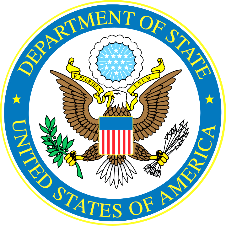 DEPARTMENT OF STATE
UNITED STATES OF AMERICA